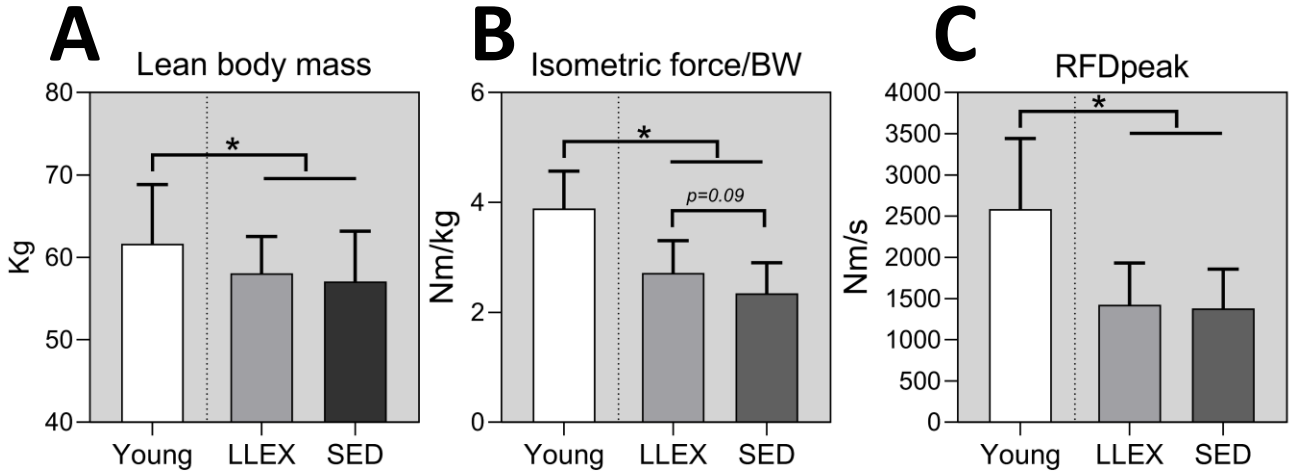 A
Lean body mass
Kg
80
70
60
50
40
*
Young
LLEX
SED
B
Isometric force/BW
Nm/kg
6
4
2
0
*
p=0.09
Young
LLEX
SED
C
RFDpeak
Nm/s
4000
3500
3000
2500
2000
1500
1000
500
0
*
Young
LLEX
SED